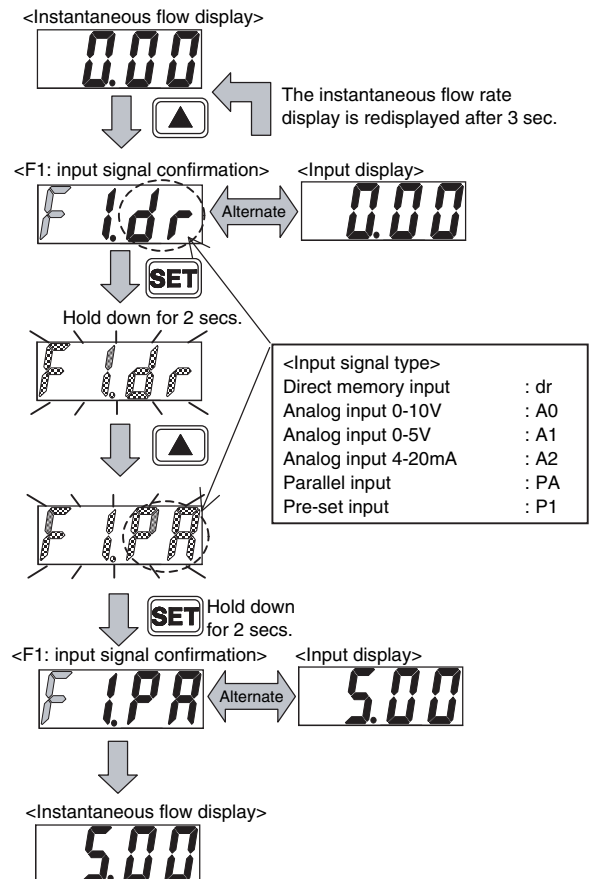 <Instantaneous flow display>
0.00
The instantaneous flow rate
display is redisplayed after 3 sec.
<F1: input signal confirmation>
<Input display>
F 1.dr
Alternate
0.00
SET
Hold down for 2 secs.
F 1.dr
<Input signal type>
Direct memory input : dr
Analog input 0-10V : A0
Analog input 0-5V : A1
Analog input 4-20mA : A2
Parallel input : PA
Pre-set input : P1
F 1.PA
SET
Hold down
for 2 secs.
<F1: input signal confirmation>
<Input display>
F 1.PA
Alternate
5.00
<Instantaneous flow display>
5.00